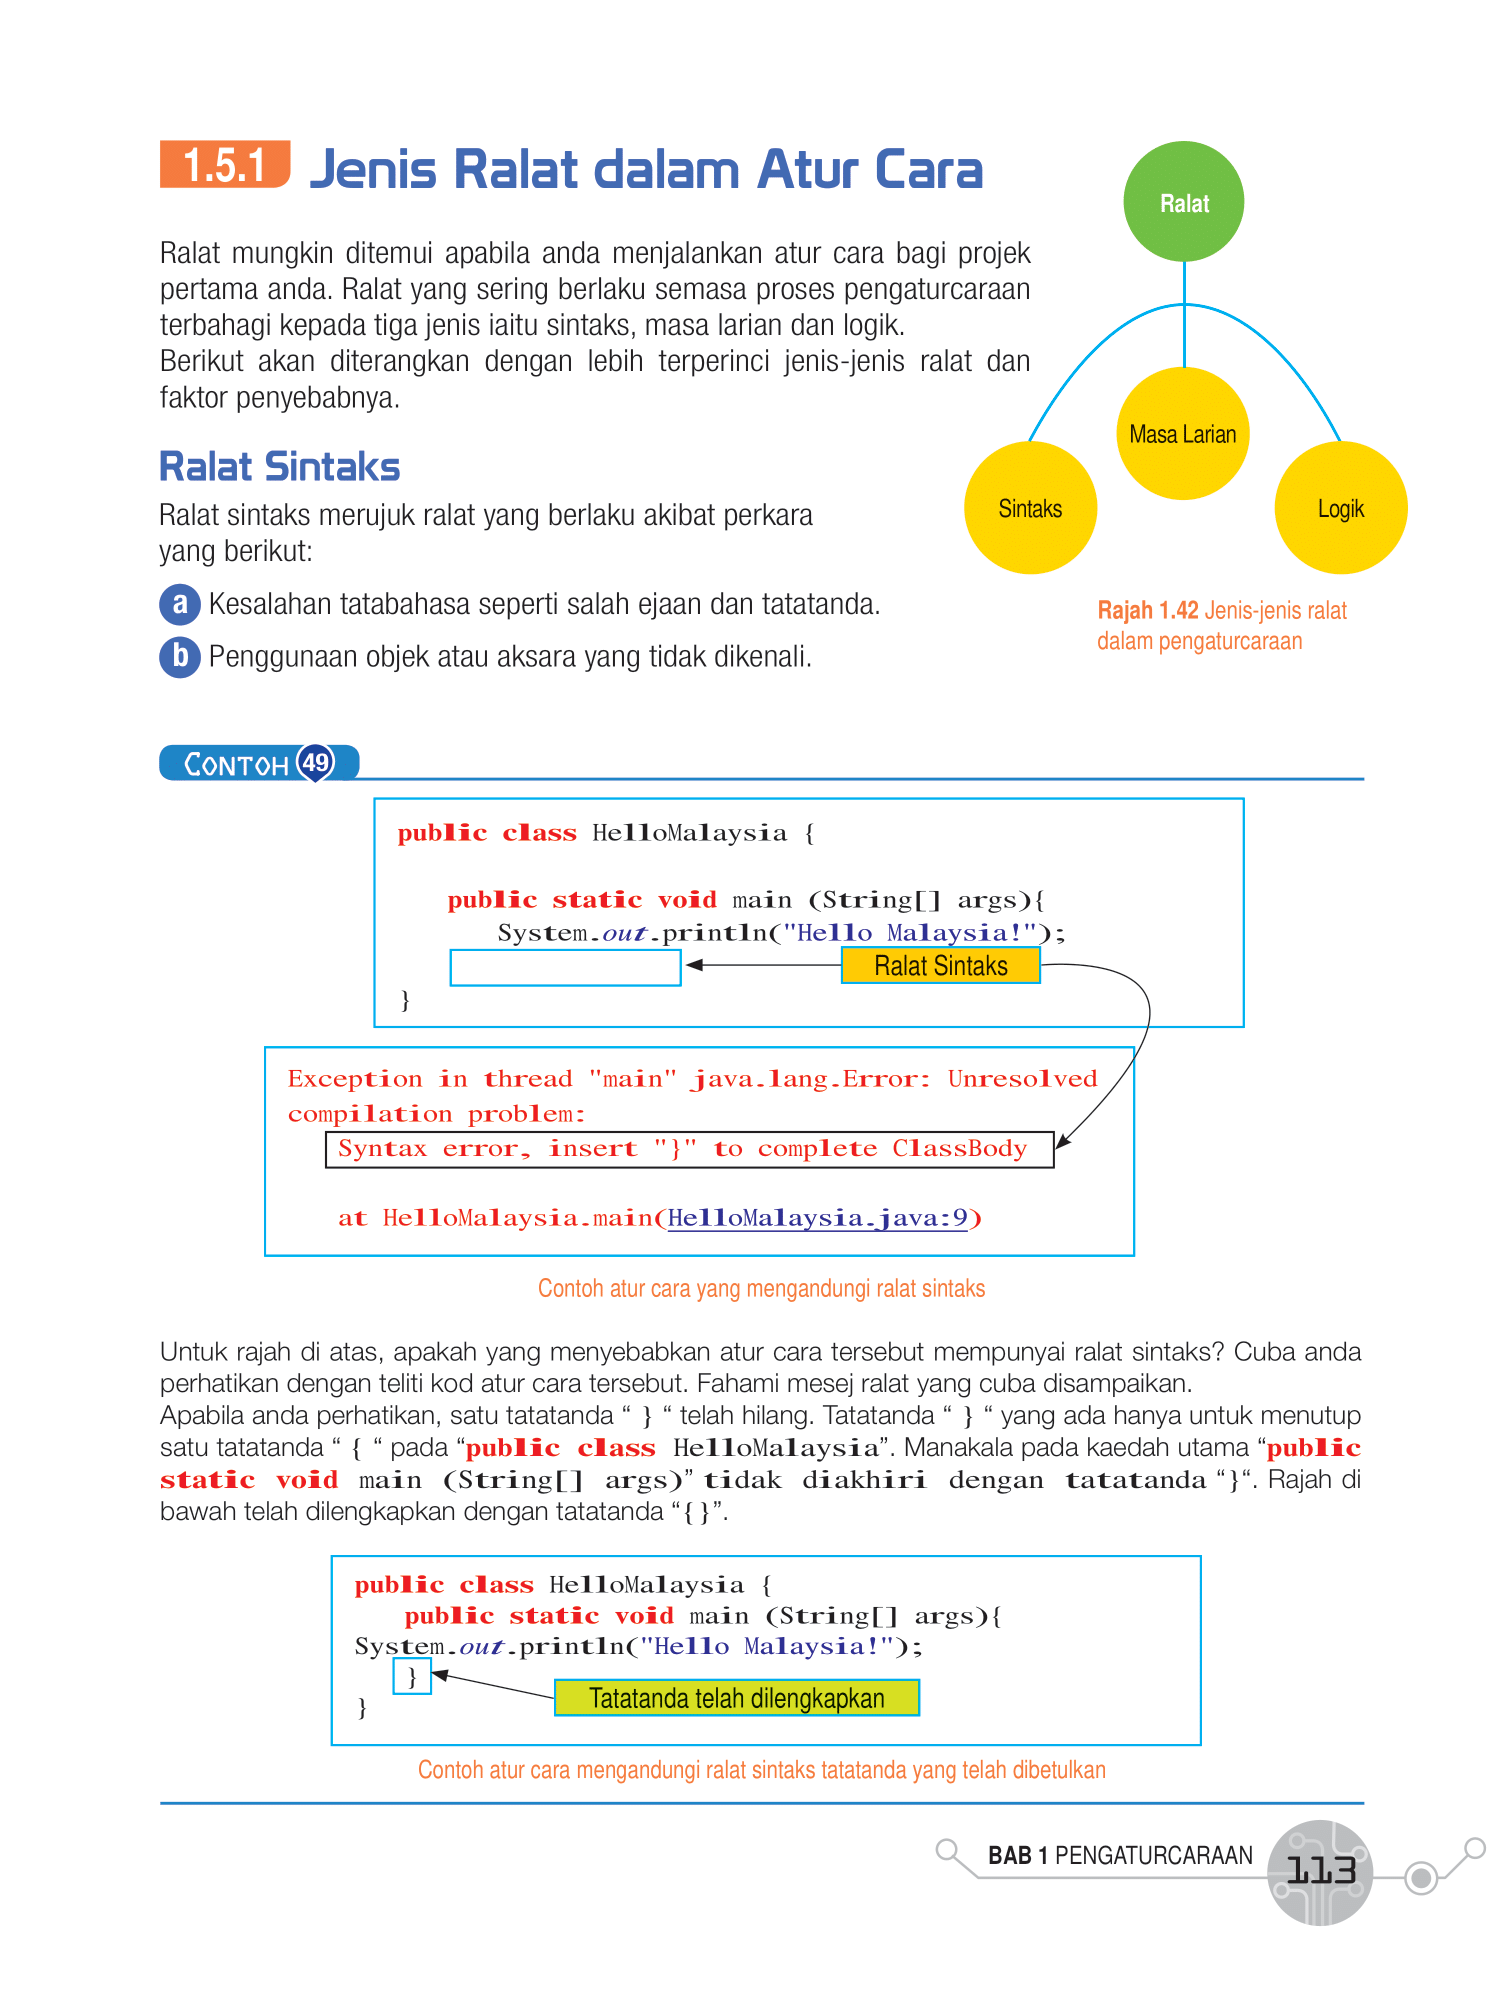 1.5.1 Jenis Ralat dalam Atur Cara
Ralat mungkin ditemui apabila anda menjalankan atur cara bagi projek
pertama anda. Ralat yang sering berlaku semasa proses pengaturcaraan
terbahagi kepada tiga jenis iaitu sintaks, masa larian dan logik.
Berikut akan diterangkan dengan lebih terperinci jenis-jenis ralat dan
faktor penyebabnya.
Ralat
Masa Larian
Sintaks
Logik
Rajah 1.42 Jenis-jenis ralat
dalam pengaturcaraan
Ralat Sintaks
Ralat sintaks merujuk ralat yang berlaku akibat perkara
yang berikut:
a Kesalahan tatabahasa seperti salah ejaan dan tatatanda.
b Penggunaan objek atau aksara yang tidak dikenali.
CONTOH 49
public class HelloMalaysia {
public static void main (String[] args){
System.out.println("Hello Malaysia!");
Ralat Sintaks
}
Exception in thread "main" java.lang.Error: Unresolved
compilation problem:
Syntax error, insert "}" to complete ClassBody
at HelloMalaysia.main(HelloMalaysia.java:9)
Contoh atur cara yang mengandungi ralat sintaks
Untuk rajah di atas, apakah yang menyebabkan atur cara tersebut mempunyai ralat sintaks? Cuba anda
perhatikan dengan teliti kod atur cara tersebut. Fahami mesej ralat yang cuba disampaikan.
Apabila anda perhatikan, satu tatatanda “ } “ telah hilang. Tatatanda “ } “ yang ada hanya untuk menutup
satu tatatanda “ { “ pada “public class HelloMalaysia”. Manakala pada kaedah utama “public
static void main (String[] args)” tidak diakhiri dengan tatatanda “}“. Rajah di
bawah telah dilengkapkan dengan tatatanda “{}”.
public class HelloMalaysia {
public static void main (String[] args){
System.out.println("Hello Malaysia!");
}
Tatatanda telah dilengkapkan
}
Contoh atur cara mengandungi ralat sintaks tatatanda yang telah dibetulkan
BAB 1 PENGATURCARAAN 113